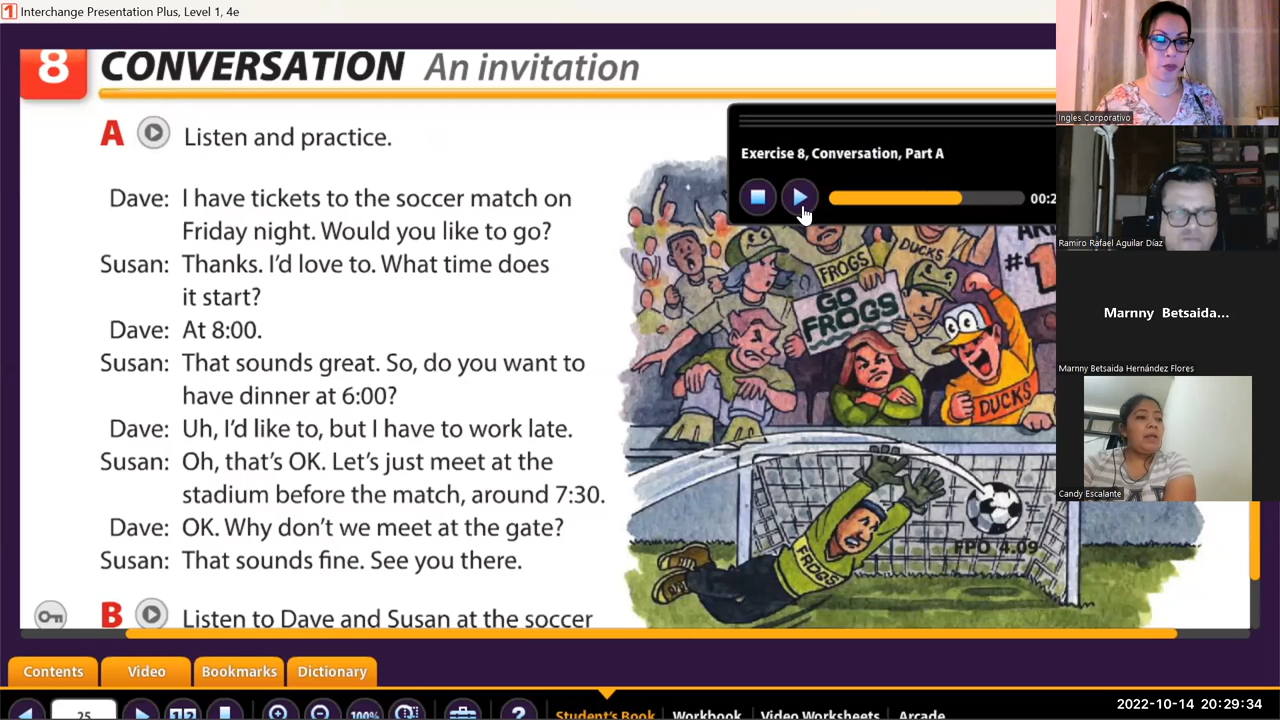 Interchange Presentation Plus, Level 1, 4e
8 CONVERSATION An invitation
A Listen and practice.
Dave: I have tickets to the soccer match on
Friday night. Would you like to go?
Susan: Thanks. I'd love to. What time does
it start?
Dave: At 8:00.
Susan: That sounds great. So, do you want to
have dinner at 6:00?
Dave: Uh, I'd like to, but I have to work late.
Susan: Oh, that's OK. Let's just meet at the
stadium before the match, around 7:30.
Dave: OK. Why don't we meet at the gate?
Susan: That sounds fine. See you there.
B Listen to Dave and Susan at the soccer
Exercise 8, Conversation, Part A
00:2
FROGS
DUCKS
AR
#1
GO
FROGS
DUCKS
FROGS
FPO 4.09
Ingles Corporativo
Ramiro Rafael Aguilar Díaz
Marnny Betsaida...
Marnny Betsaida Hernández Flores
Candy Escalante
Contents
Video
Bookmarks
Dictionary
25
100%
?
Student's Book
Workbook
Video Worksheets
Arcade
2022-10-14 20:29:34